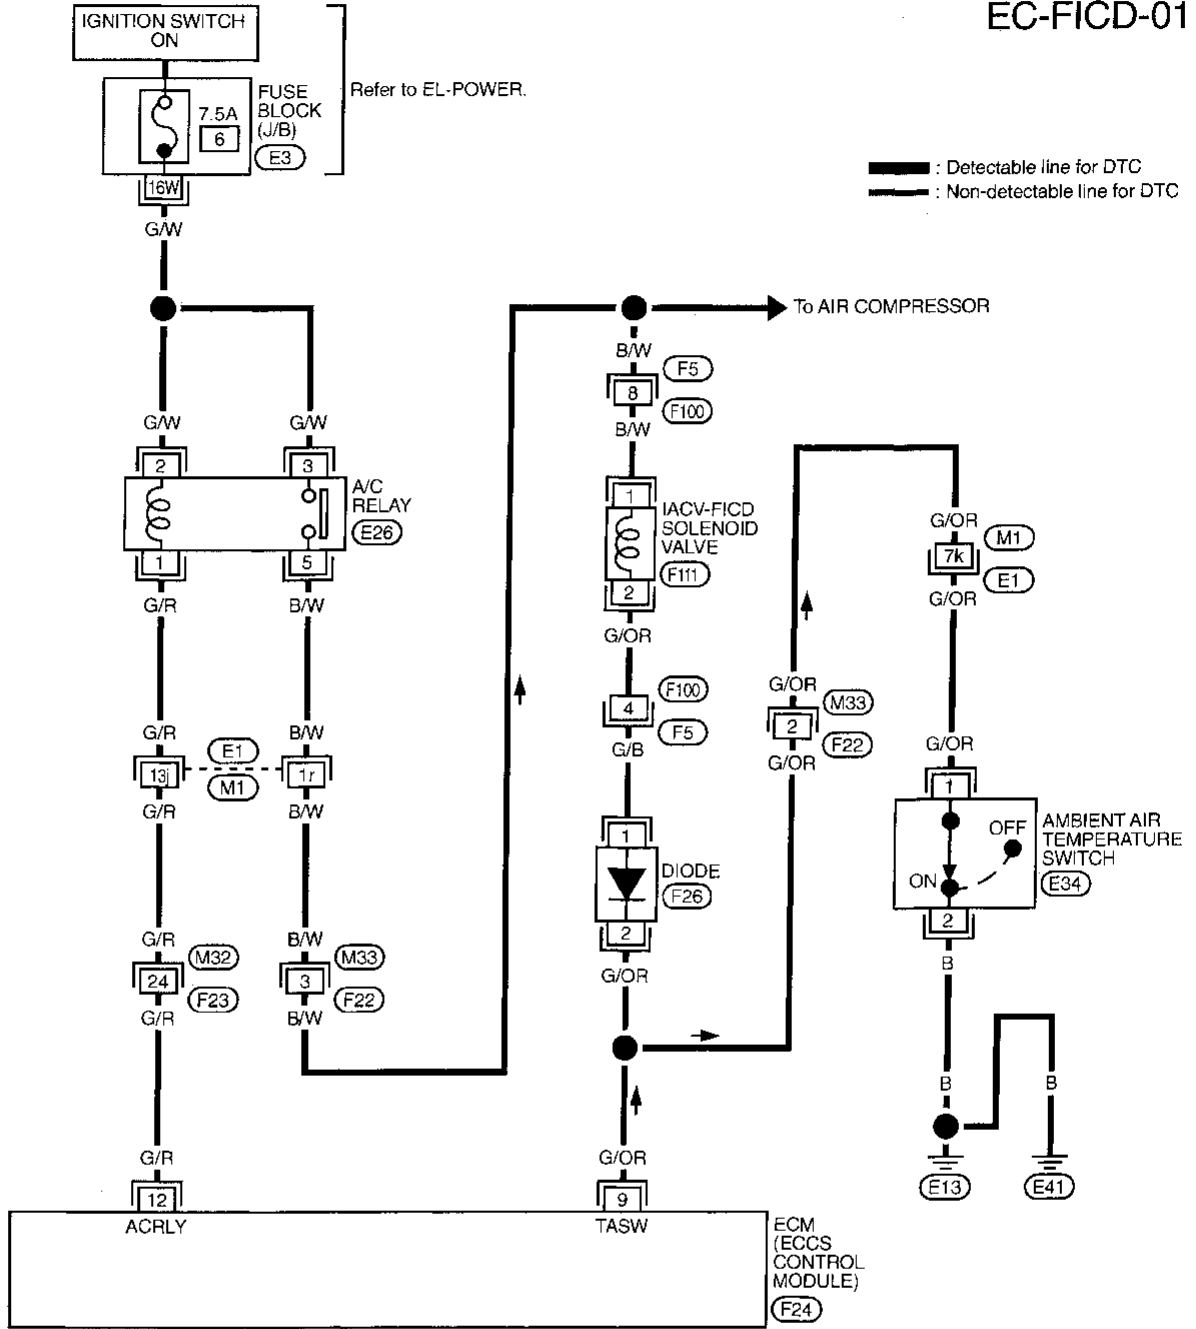 EC-FICD-01
IGNITION SWITCH
ON
Refer to EL-POWER.
7.5A
6
FUSE
BLOCK
(J/B)
E3
16W
G/W
: Detectable line for DTC
: Non-detectable line for DTC
To AIR COMPRESSOR
B/W
F5
8
F100
B/W
G/W
G/W
2
3
A/C
RELAY
E26
1
5
G/R
B/W
1
IACV-FICD
SOLENOID
VALVE
F111
2
G/OR
G/OR
M1
7k
E1
G/OR
F100
4
F5
G/B
G/OR
M33
2
F22
G/OR
G/R
B/W
E1
13j
1r
M1
G/R
B/W
G/OR
1
OFF
ON
AMBIENT AIR
TEMPERATURE
SWITCH
E34
2
B
1
DIODE
F26
2
G/OR
G/R
M32
B/W
M33
24
3
F23
F22
G/R
B/W
B
B
E13
E41
G/R
G/OR
12
9
ACRLY
TASW
ECM
(ECCS
CONTROL
MODULE)
F24